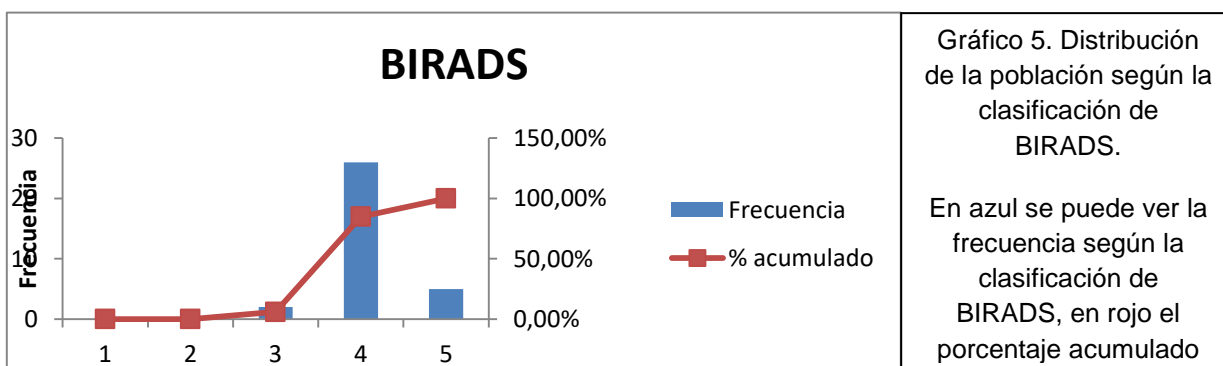 BIRADS
Frecuencia
30
20
10
0
150,00%
100,00%
50,00%
0,00%
1 2 3 4 5
Frecuencia
% acumulado
Gráfico 5. Distribución
de la población según la
clasificación de
BIRADS.
En azul se puede ver la
frecuencia según la
clasificación de
BIRADS, en rojo el
porcentaje acumulado